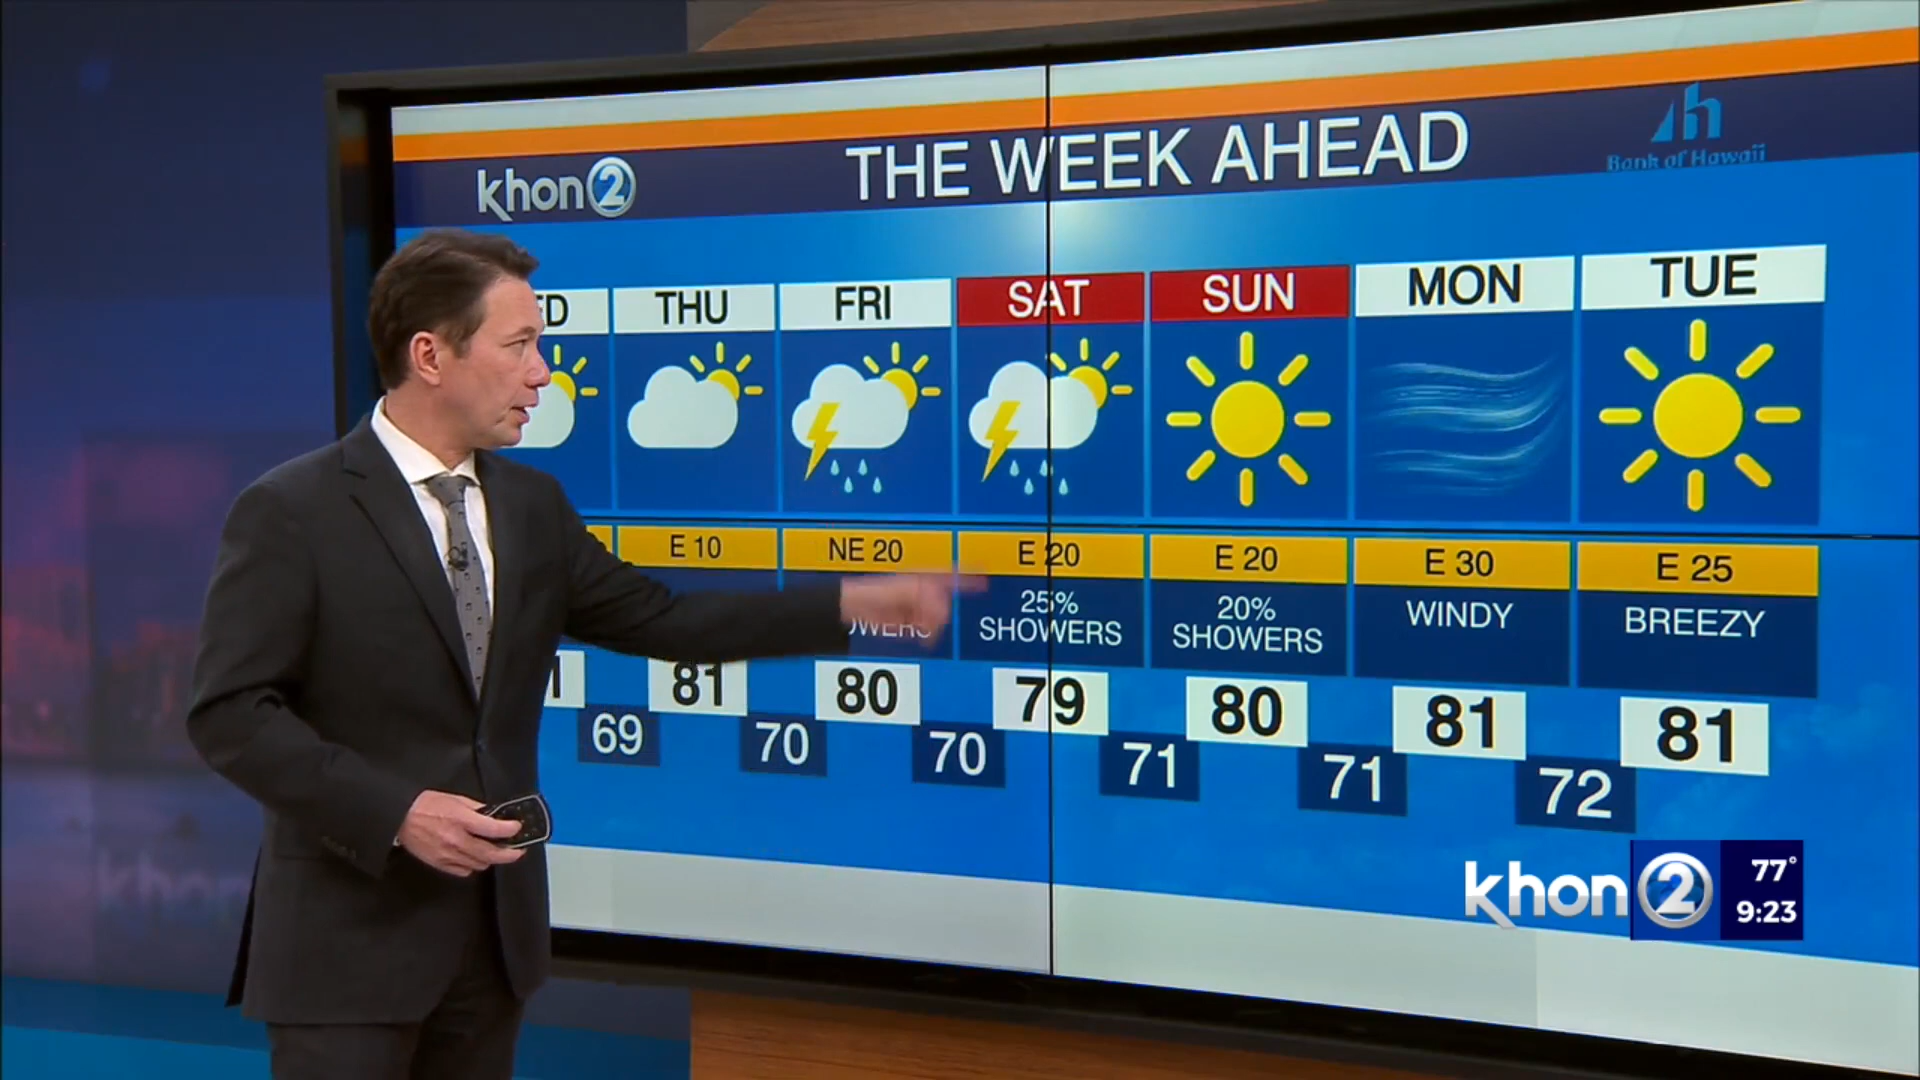 THE WEEK AHEAD
khon2
Bank of Hawaii
THU
FRI
SAT
SUN
MON
TUE
E 10
NE 20
E 20
E 20
E 30
E 25
25%
SHOWERS
20%
SHOWERS
WINDY
BREEZY
81
80
79
80
81
81
69
70
70
71
71
72
khon2
77°
9:23